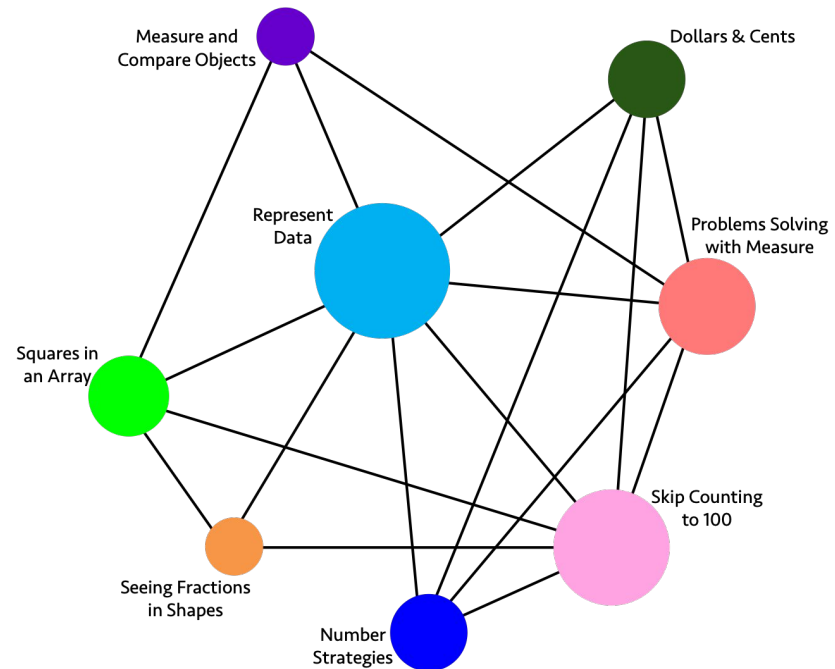 Measure and
Compare Objects
Dollars & Cents
Represent
Data
Problems Solving
with Measure
Squares in
an Array
Skip Counting
to 100
Seeing Fractions
in Shapes
Number
Strategies